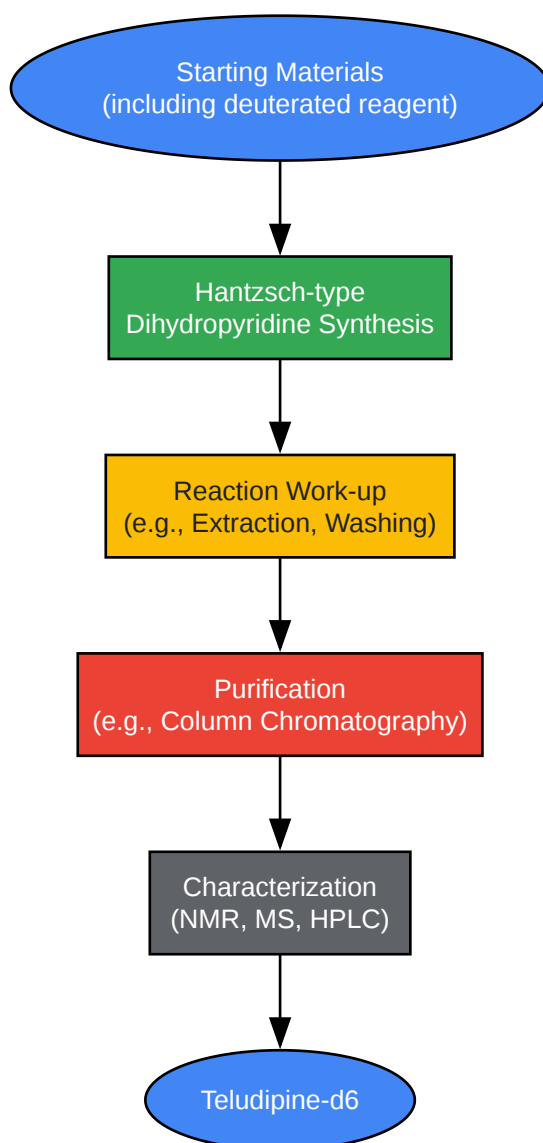 Starting Materials
(including deuterated reagent)
Hantzsch-type
Dihydropyridine Synthesis
Reaction Work-up
(e.g., Extraction, Washing)
Purification
(e.g., Column Chromatography)
Characterization
(NMR, MS, HPLC)
Teludipine-d6